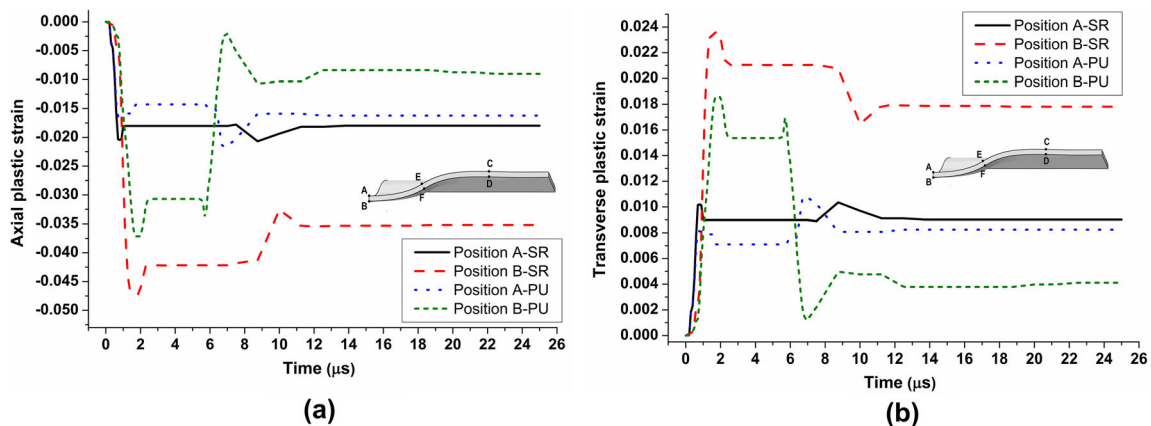 0.000
-0.005
-0.010
-0.015
-0.020
-0.025
-0.030
-0.035
-0.040
-0.045
-0.050
Axial plastic strain
A
B
E
F
C
D
Position A-SR
Position B-SR
Position A-PU
Position B-PU
0 2 4 6 8 10 12 14 16 18 20 22 24 26
Time (μs)
(a)
0.024
0.022
0.020
0.018
0.016
0.014
0.012
0.010
0.008
0.006
0.004
0.002
0.000
Transverse plastic strain
Position A-SR
Position B-SR
Position A-PU
Position B-PU
A
B
E
F
C
D
0 2 4 6 8 10 12 14 16 18 20 22 24 26
Time (μs)
(b)